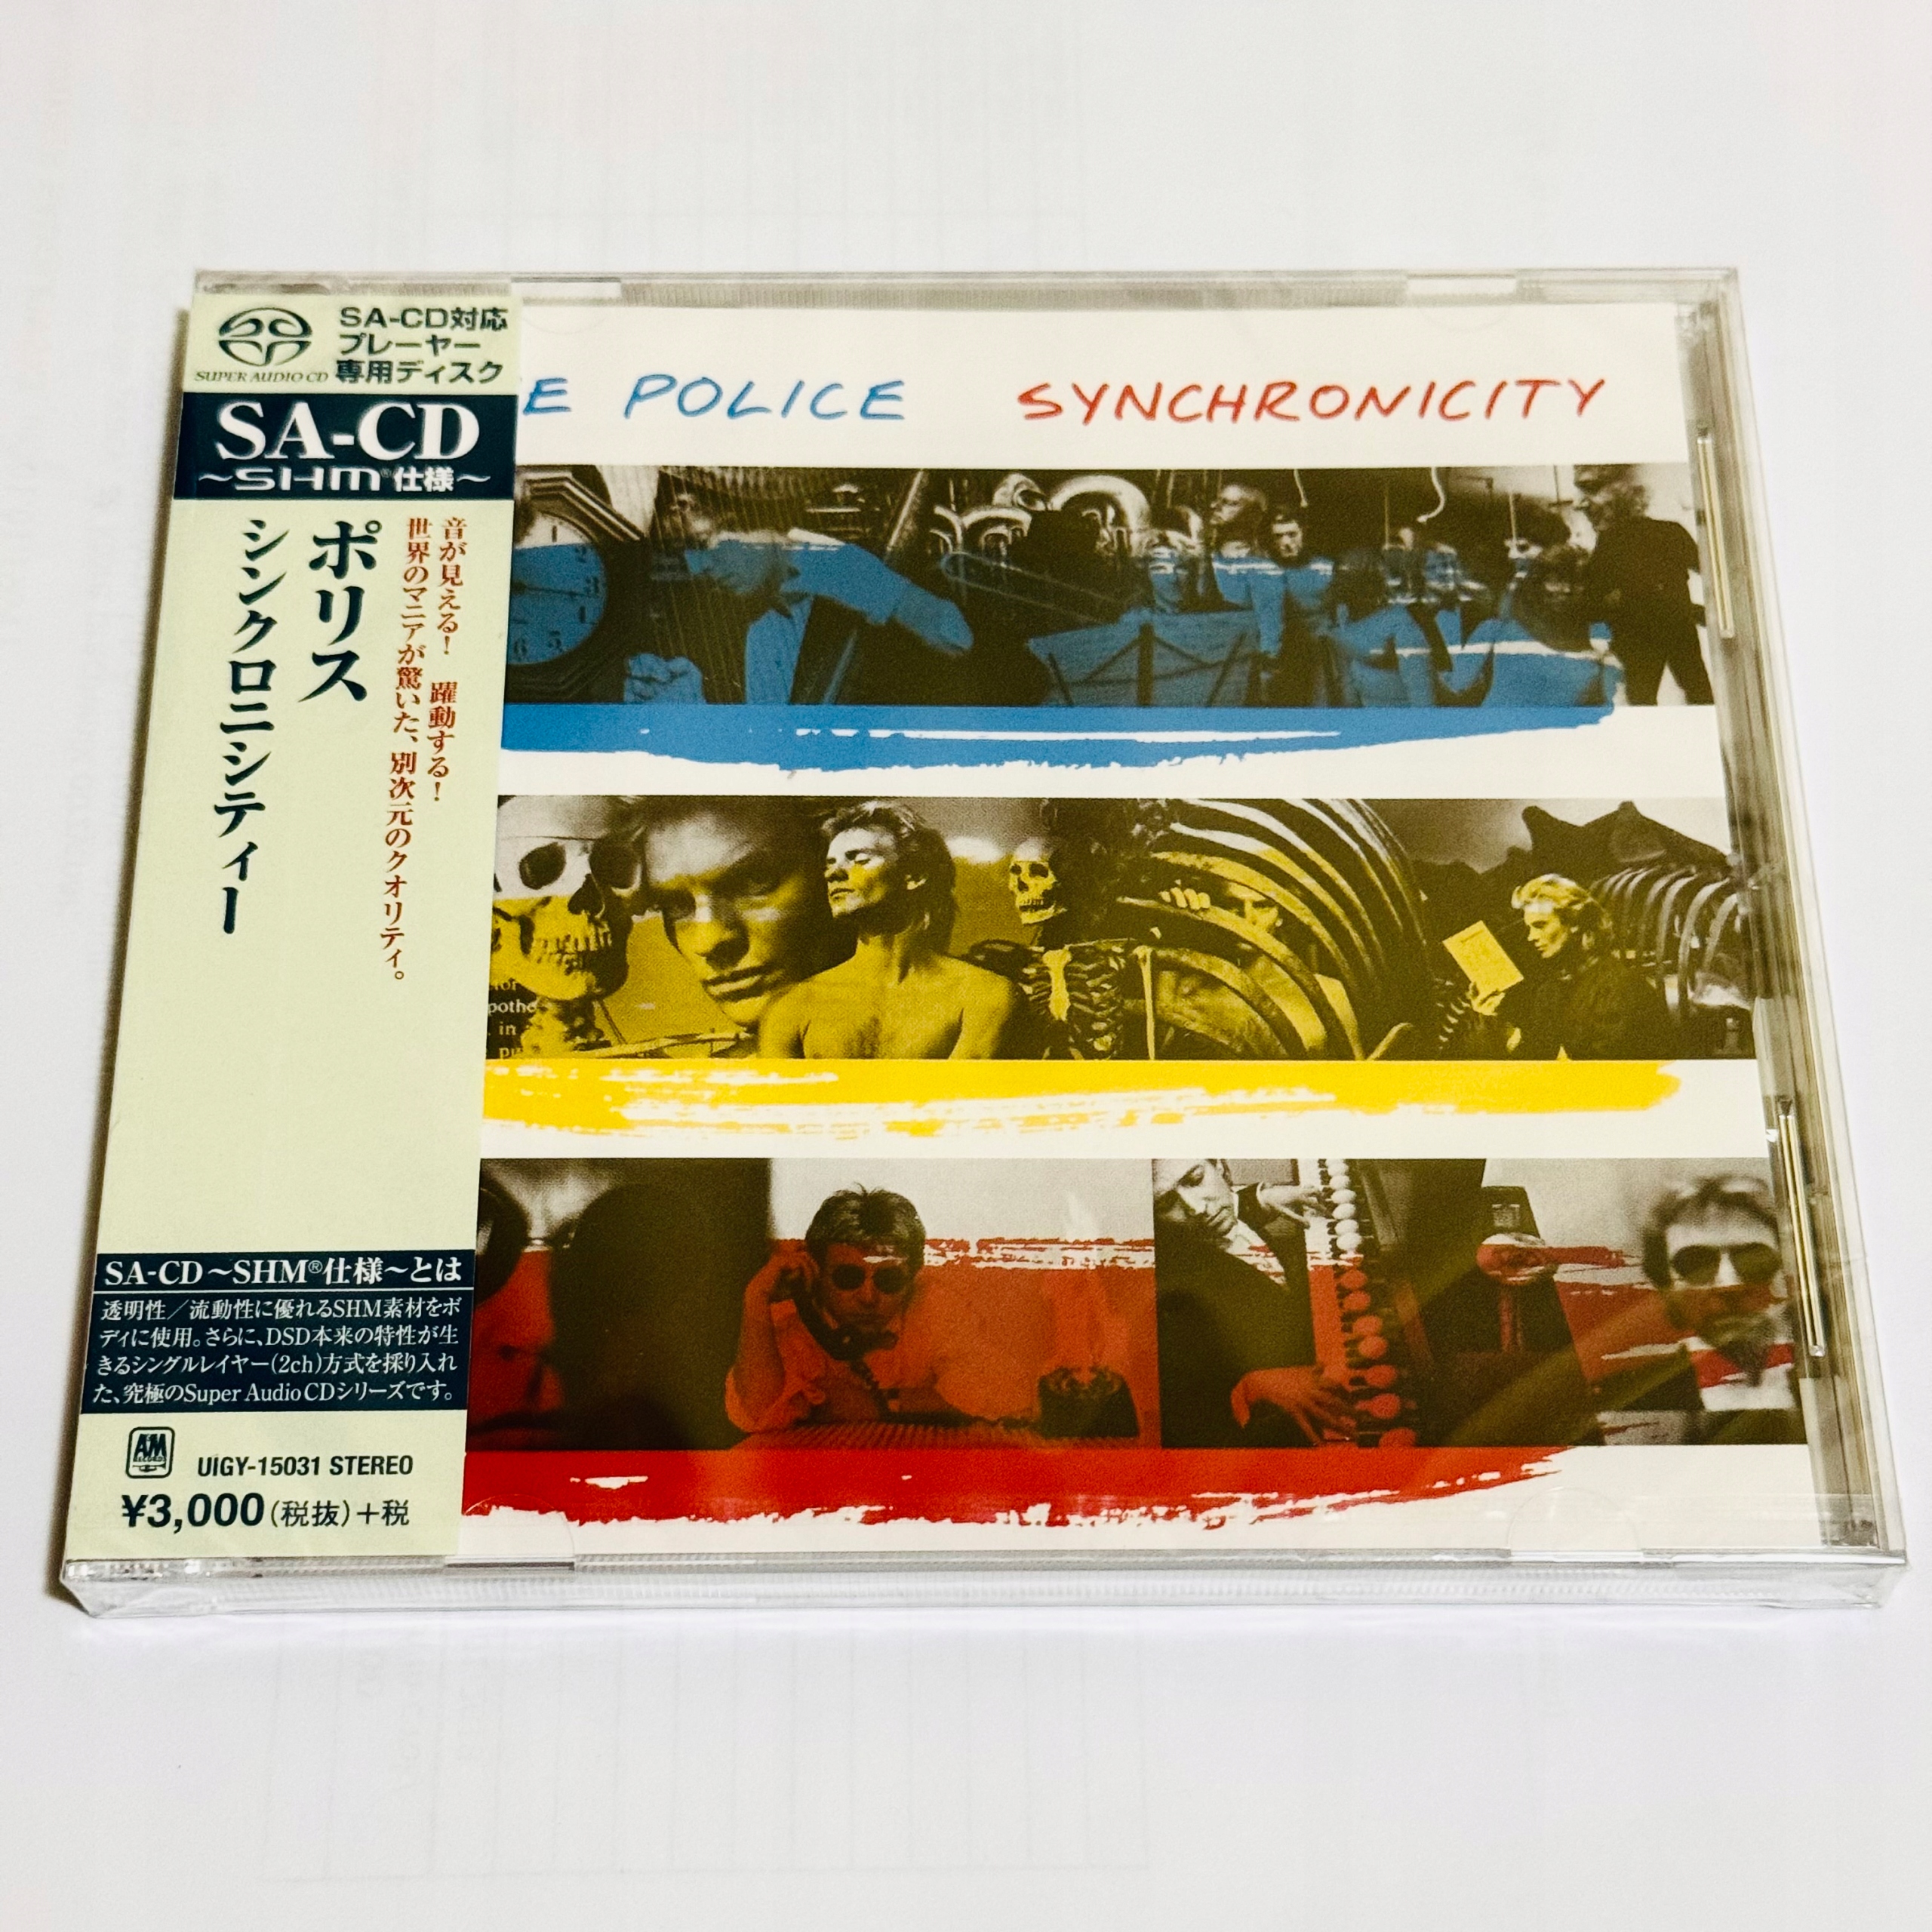 SUPER AUDIO CD
SA-CD対応
プレーヤー
専用ディスク
SA-CD
～SHM®仕様～
音が見える! 躍動する!
世界のマニアが驚いた、別次元のクオリティ。
ポリス
シンクロニシティー
SA-CD～SHM®仕様～とは
透明性／流動性に優れるSHM素材をボ
ディに使用。さらに、DSD本来の特性が生
きるシングルレイヤー(2ch)方式を採り入れ
た、究極のSuper Audio CDシリーズです。
A&M
UIGY-15031 STEREO
¥3,000(税抜)+税
E POLICE SYNCHRONICITY
2
3
4
5
6
pothe
in